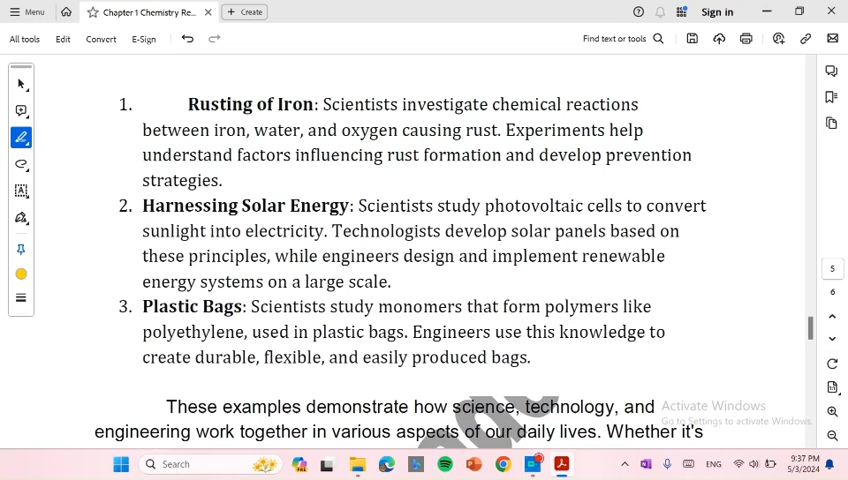 Menu
Chapter 1 Chemistry Re...
Create
Sign in
All tools
Edit
Convert
E-Sign
Find text or tools
1. Rusting of Iron: Scientists investigate chemical reactions
between iron, water, and oxygen causing rust. Experiments help
understand factors influencing rust formation and develop prevention
strategies.
2. Harnessing Solar Energy: Scientists study photovoltaic cells to convert
sunlight into electricity. Technologists develop solar panels based on
these principles, while engineers design and implement renewable
energy systems on a large scale.
3. Plastic Bags: Scientists study monomers that form polymers like
polyethylene, used in plastic bags. Engineers use this knowledge to
create durable, flexible, and easily produced bags.
These examples demonstrate how science, technology, and
engineering work together in various aspects of our daily lives. Whether it's
5
6
Activate Windows
Go to Settings to activate Windows.
Search
ENG
9:37 PM
5/3/2024